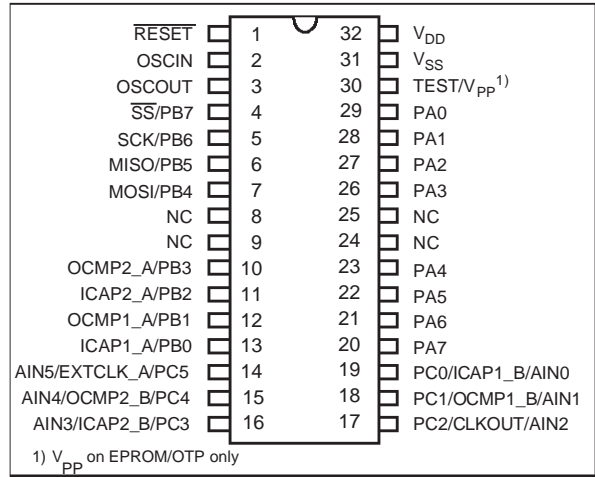 RESET 1 32 VDD
OSCIN 2 31 VSS
OSCOUT 3 30 TEST/VPP1)
SS/PB7 4 29 PA0
SCK/PB6 5 28 PA1
MISO/PB5 6 27 PA2
MOSI/PB4 7 26 PA3
NC 8 25 NC
NC 9 24 NC
OCMP2_A/PB3 10 23 PA4
ICAP2_A/PB2 11 22 PA5
OCMP1_A/PB1 12 21 PA6
ICAP1_A/PB0 13 20 PA7
AIN5/EXTCLK_A/PC5 14 19 PC0/ICAP1_B/AIN0
AIN4/OCMP2_B/PC4 15 18 PC1/OCMP1_B/AIN1
AIN3/ICAP2_B/PC3 16 17 PC2/CLKOUT/AIN2
1) VPP on EPROM/OTP only